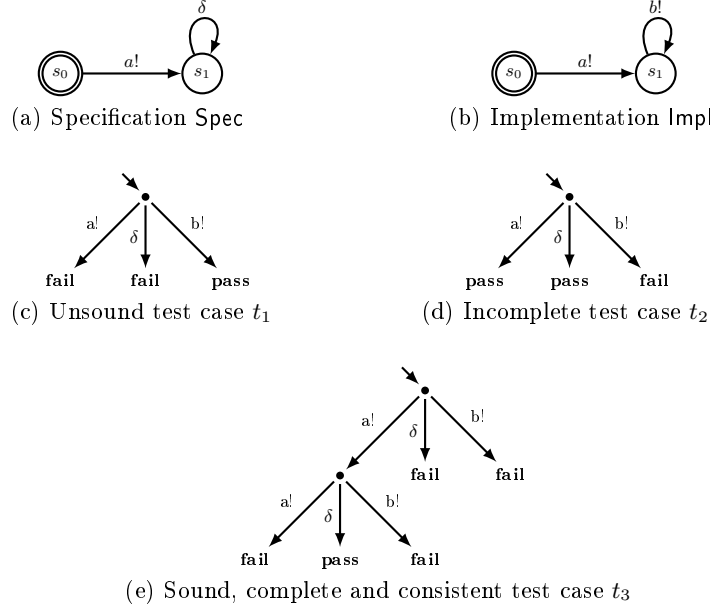 δ b!
s₀ a! s₁ s₀ a! s₁
(a) Specification Spec (b) Implementation Impl
a! δ b! a! δ b!
fail fail pass pass pass fail
(c) Unsound test case t₁ (d) Incomplete test case t₂
a! δ b!
fail fail
a! δ b!
fail pass fail
(e) Sound, complete and consistent test case t₃